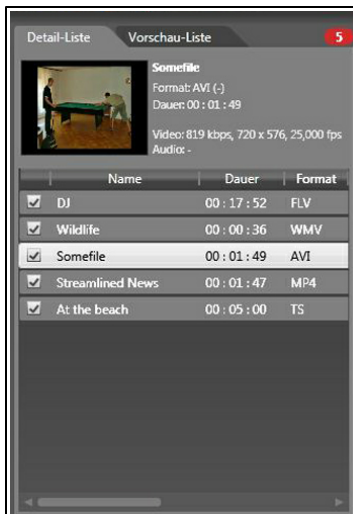 Detail-Liste Vorschau-Liste 5
Somefile
Format: AVI (-)
Dauer: 00 : 01 : 49
Video: 819 kbps, 720 x 576, 25,000 fps
Audio: -
Name Dauer Format
DJ 00 : 17 : 52 FLV
Wildlife 00 : 00 : 36 WMV
Somefile 00 : 01 : 49 AVI
Streamlined News 00 : 01 : 47 MP4
At the beach 00 : 05 : 00 TS